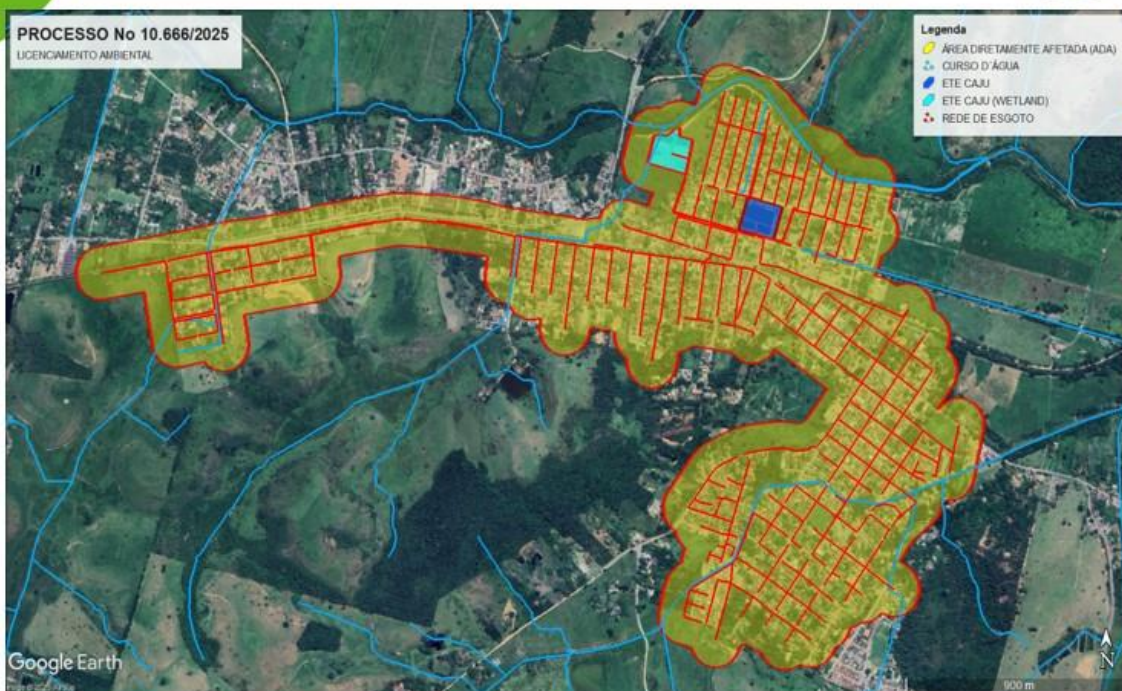 PROCESSO No 10.666/2025
LICENCIAMENTO AMBIENTAL
Legenda
ÁREA DIRETAMENTE AFETADA (ADA)
CURSO D'ÁGUA
ETE CAJU
ETE CAJU (WETLAND)
REDE DE ESGOTO
Google Earth
N
900 m